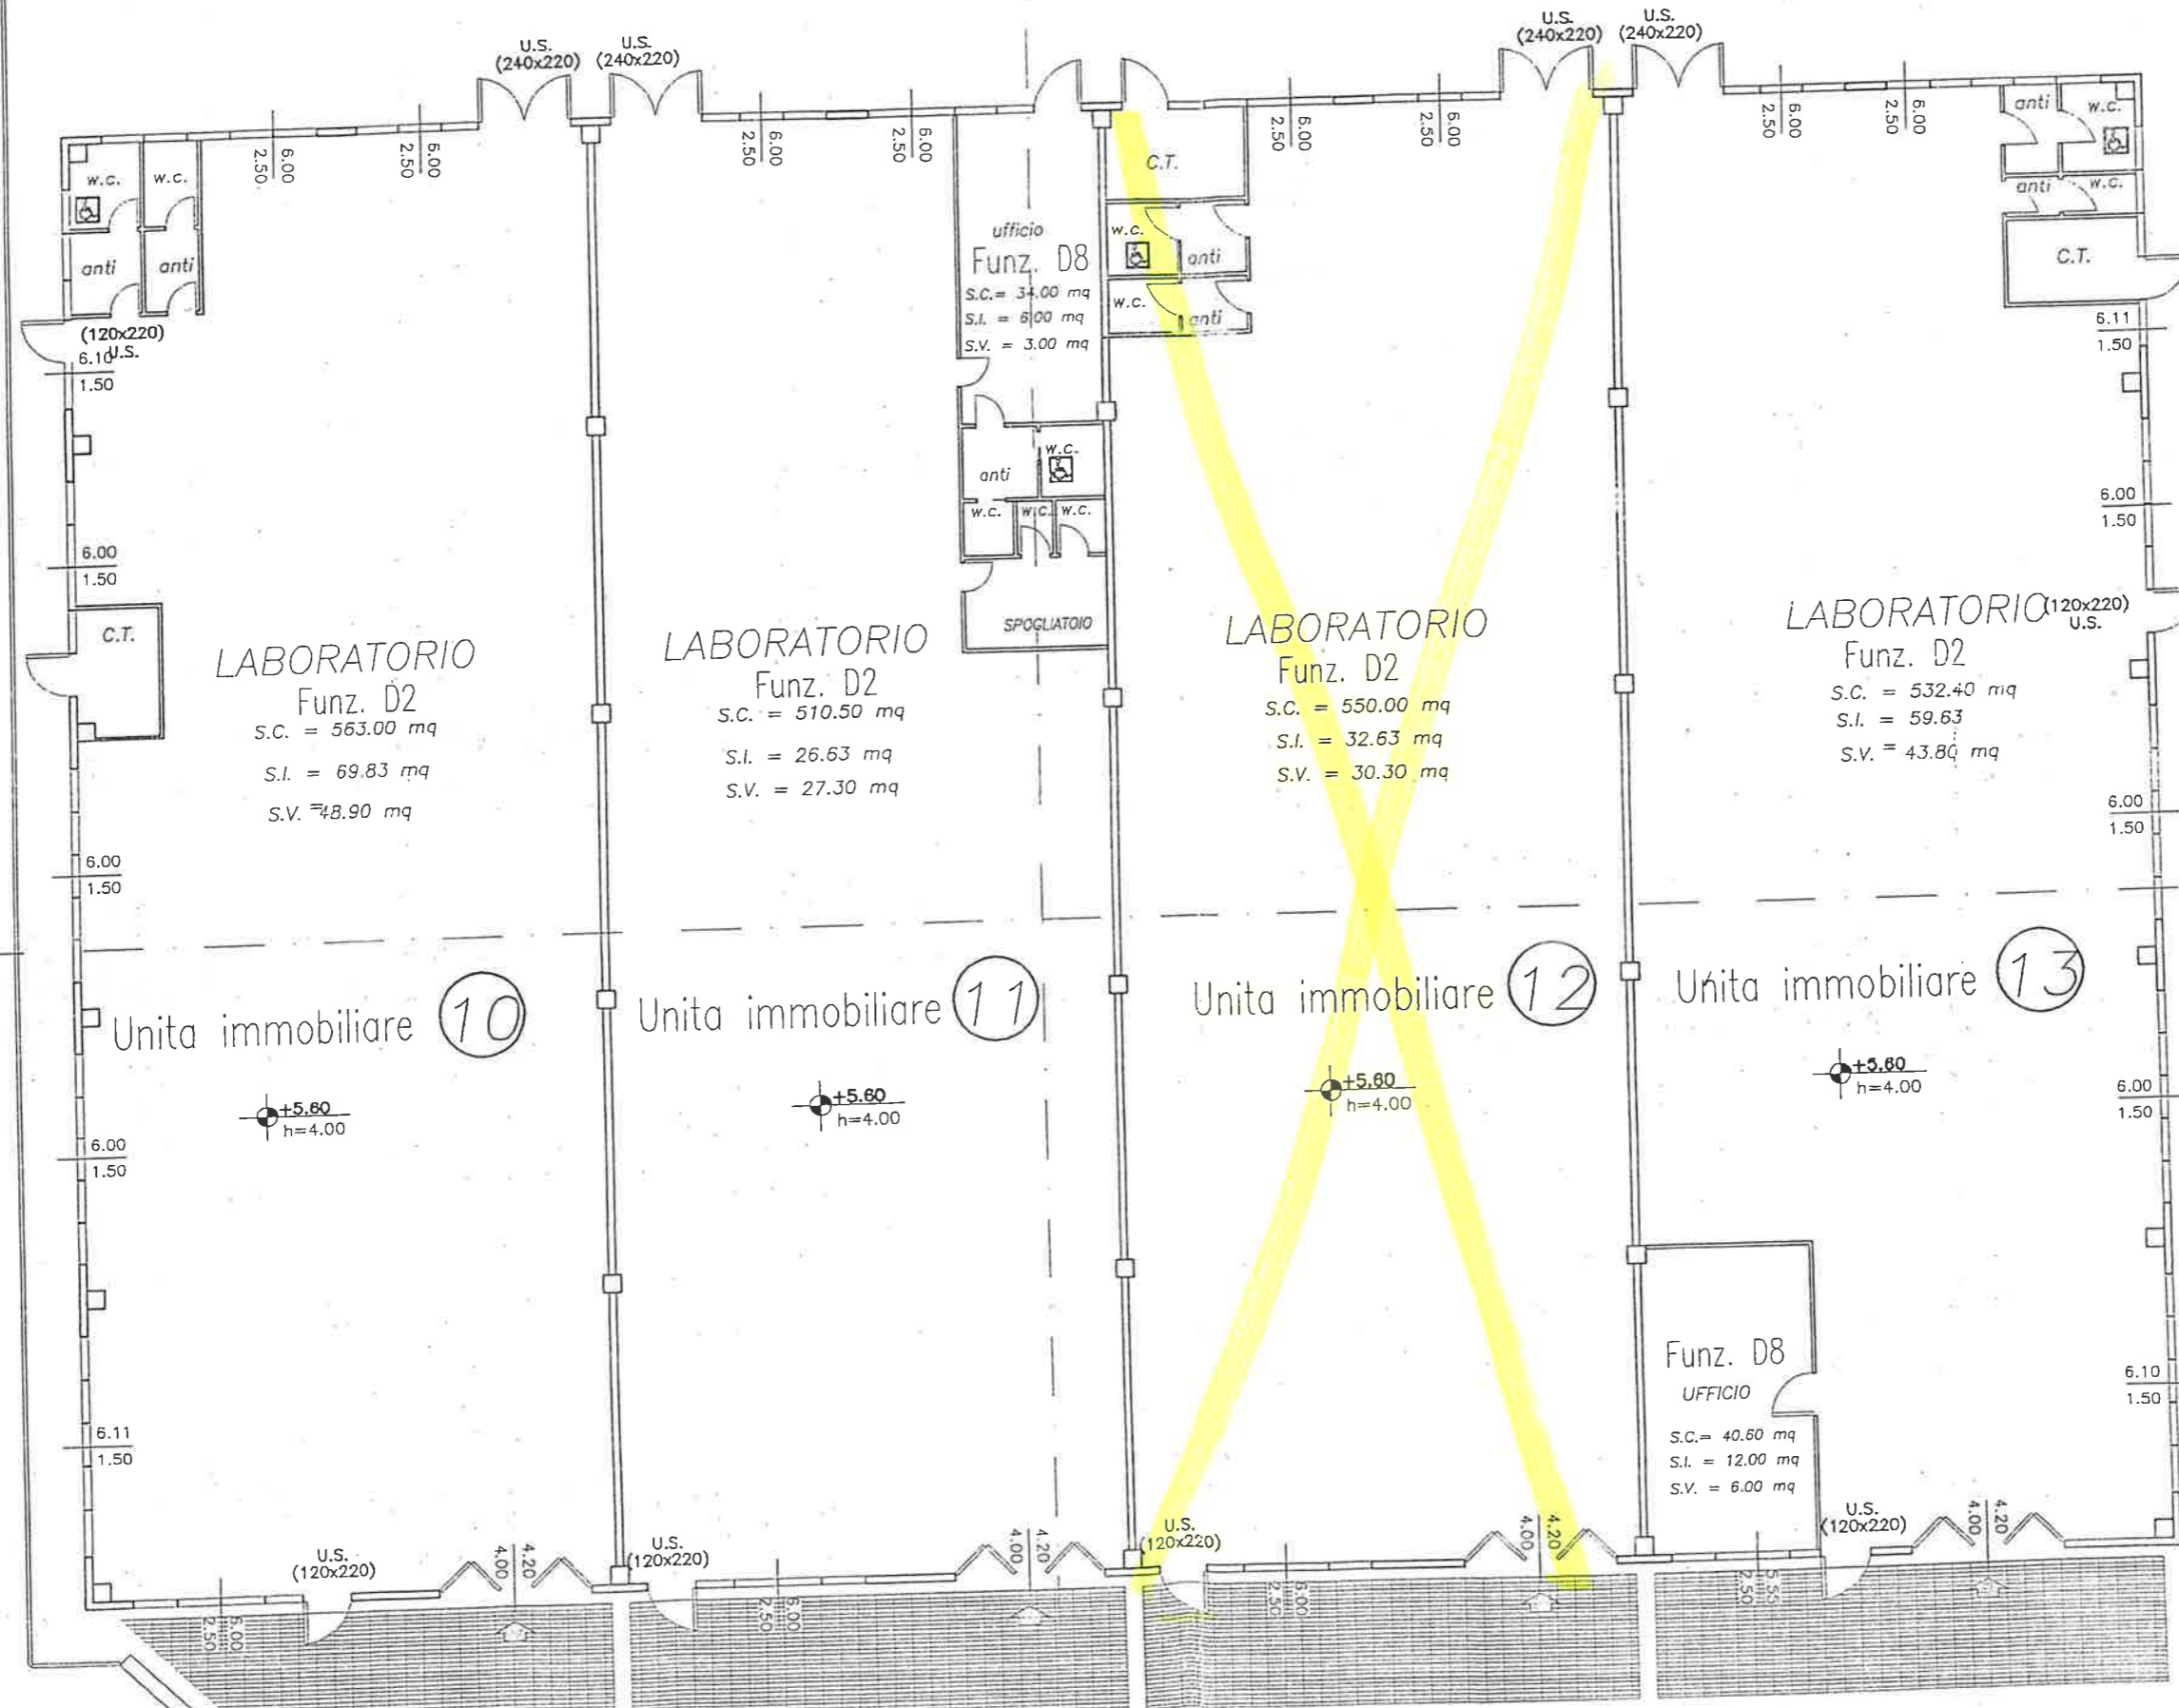 U.S.
(240x220)
U.S.
(240x220)
U.S.
(240x220)
U.S.
(240x220)
6.00
2.50
6.00
2.50
6.00
2.50
6.00
2.50
6.00
2.50
6.00
2.50
6.00
2.50
6.00
2.50
w.c.
w.c.
anti
anti
(120x220)
U.S.
6.10
1.50
6.00
1.50
C.T.
LABORATORIO
Funz. D2
S.C. = 563.00 mq
S.I. = 69.83 mq
S.V. =48.90 mq
6.00
1.50
Unita immobiliare 10
+5.60
h=4.00
6.00
1.50
6.11
1.50
U.S.
(120x220)
4.00
4.20
2.50
6.00
ufficio
Funz. D8
S.C.= 34.00 mq
S.I. = 6.00 mq
S.V. = 3.00 mq
anti
w.c.
w.c.
w.c.
w.c.
SPOGLIATOIO
LABORATORIO
Funz. D2
S.C. = 510.50 mq
S.I. = 26.63 mq
S.V. = 27.30 mq
Unita immobiliare 11
+5.60
h=4.00
U.S.
(120x220)
4.00
4.20
2.50
6.00
C.T.
w.c.
anti
w.c.
anti
LABORATORIO
Funz. D2
S.C. = 550.00 mq
S.I. = 32.63 mq
S.V. = 30.30 mq
Unita immobiliare 12
+5.60
h=4.00
U.S.
(120x220)
4.00
4.20
2.50
6.00
anti
w.c.
anti
w.c.
C.T.
6.11
1.50
6.00
1.50
LABORATORIO
(120x220)
U.S.
Funz. D2
S.C. = 532.40 mq
S.I. = 59.63
S.V. = 43.80 mq
6.00
1.50
Unita immobiliare 13
+5.60
h=4.00
6.00
1.50
Funz. D8
UFFICIO
S.C.= 40.60 mq
S.I. = 12.00 mq
S.V. = 6.00 mq
6.10
1.50
U.S.
(120x220)
4.00
4.20
2.50
5.55